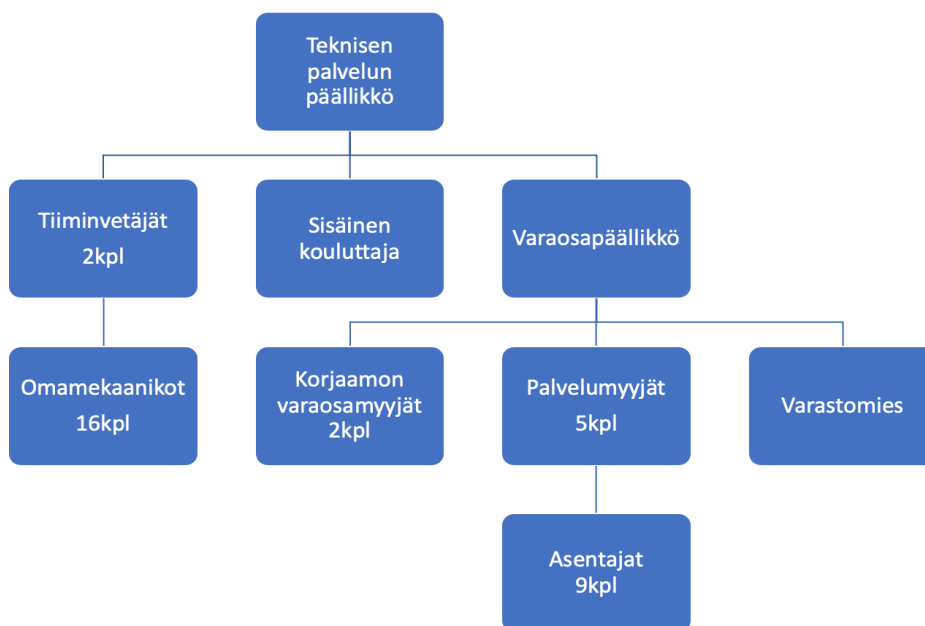 Teknisen
palvelun
päällikkö
Tiiminvetäjät
2kpl
Sisäinen
kouluttaja
Varaosapäällikkö
Omamekaanikot
16kpl
Korjaamon
varaosamyyjät
2kpl
Palvelumyyjät
5kpl
Varastomies
Asentajat
9kpl